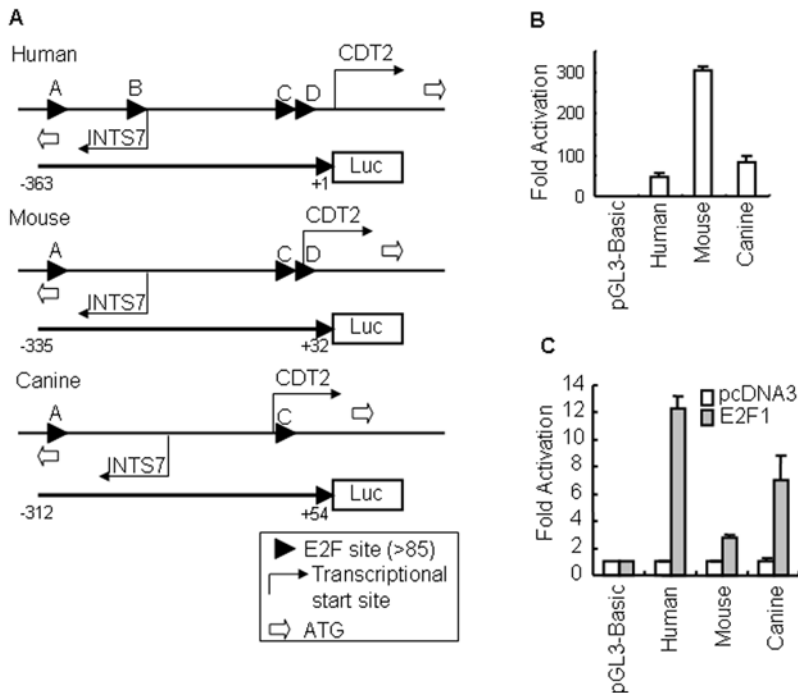 A
Human
CDT2
A B C D
INTS7
Luc
-363 +1
Mouse
CDT2
A C D
INTS7
Luc
-335 +32
Canine
CDT2
A C
INTS7
Luc
-312 +54
E2F site (>85)
Transcriptional
start site
ATG
B
Fold Activation
300
200
100
0
pGL3-Basic
Human
Mouse
Canine
C
pcDNA3
E2F1
Fold Activation
14
12
10
8
6
4
2
0
pGL3-Basic
Human
Mouse
Canine